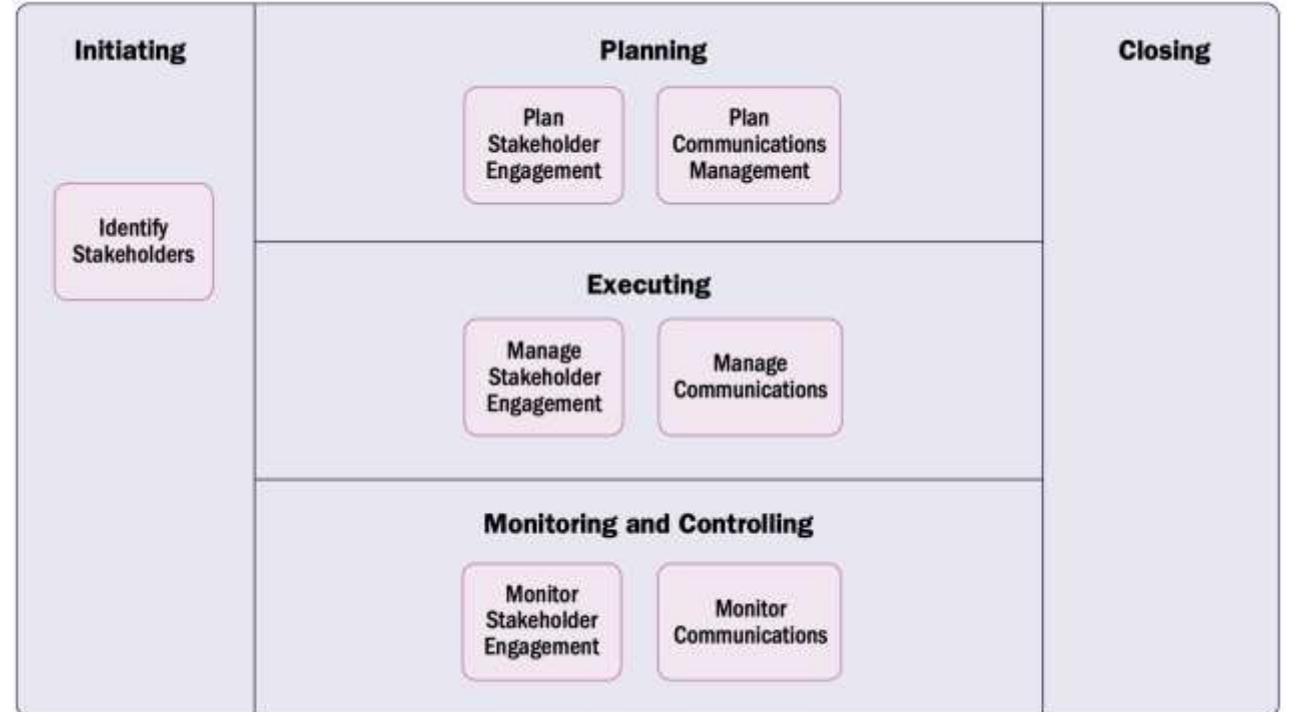 Initiating
Identify
Stakeholders
Planning
Plan
Stakeholder
Engagement
Plan
Communications
Management
Executing
Manage
Stakeholder
Engagement
Manage
Communications
Monitoring and Controlling
Monitor
Stakeholder
Engagement
Monitor
Communications
Closing